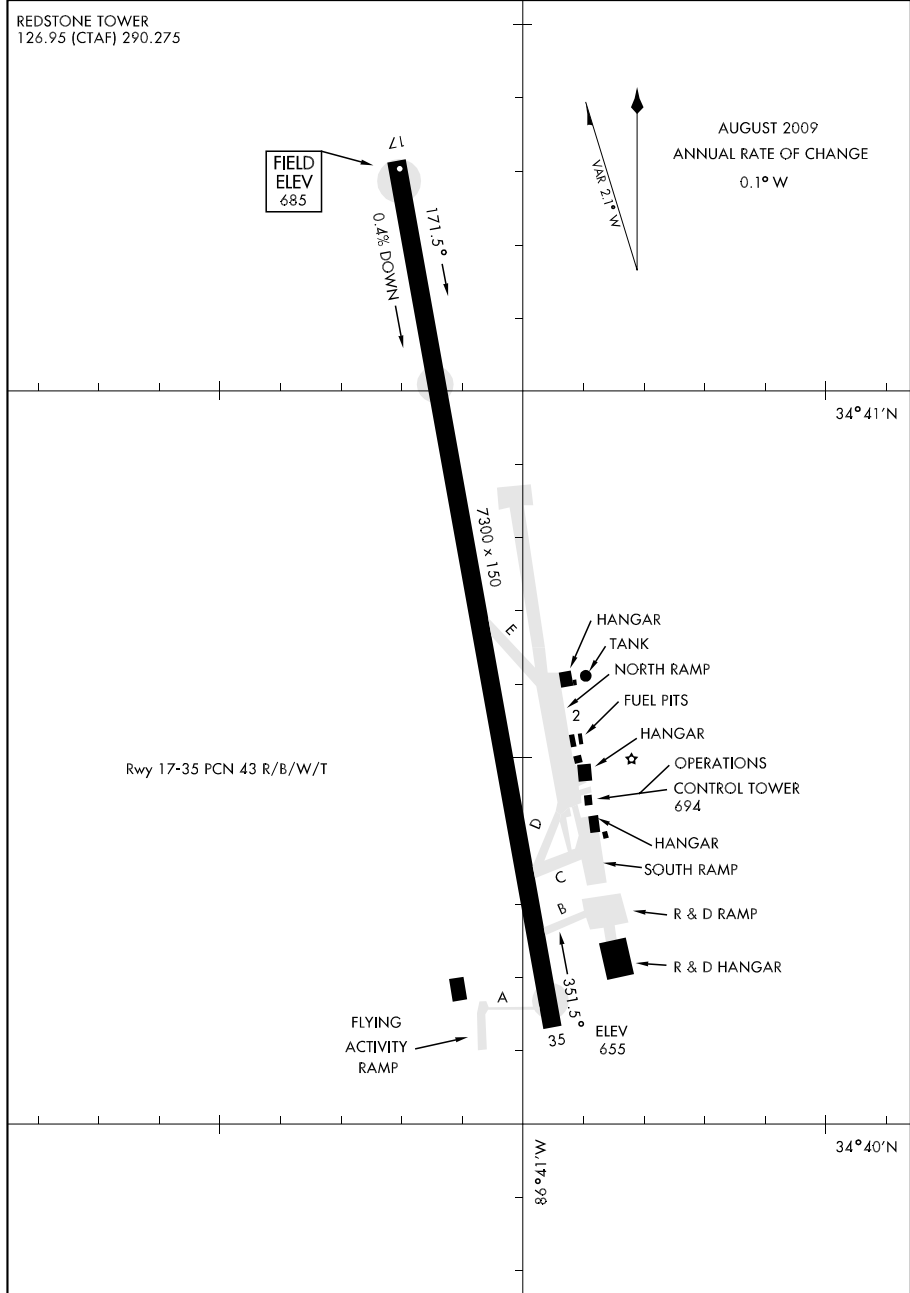 REDSTONE TOWER
126.95 (CTAF) 290.275
AUGUST 2009
ANNUAL RATE OF CHANGE
0.1° W
VAR 2.1° W
17
FIELD
ELEV
685
171.5°
0.4% DOWN
34°41'N
7300 x 150
E
HANGAR
TANK
NORTH RAMP
2
FUEL PITS
HANGAR
OPERATIONS
CONTROL TOWER
694
Rwy 17-35 PCN 43 R/B/W/T
D
HANGAR
SOUTH RAMP
C
B
R & D RAMP
R & D HANGAR
351.5°
A
FLYING
ACTIVITY
RAMP
35
ELEV
655
34°40'N
86°41'W